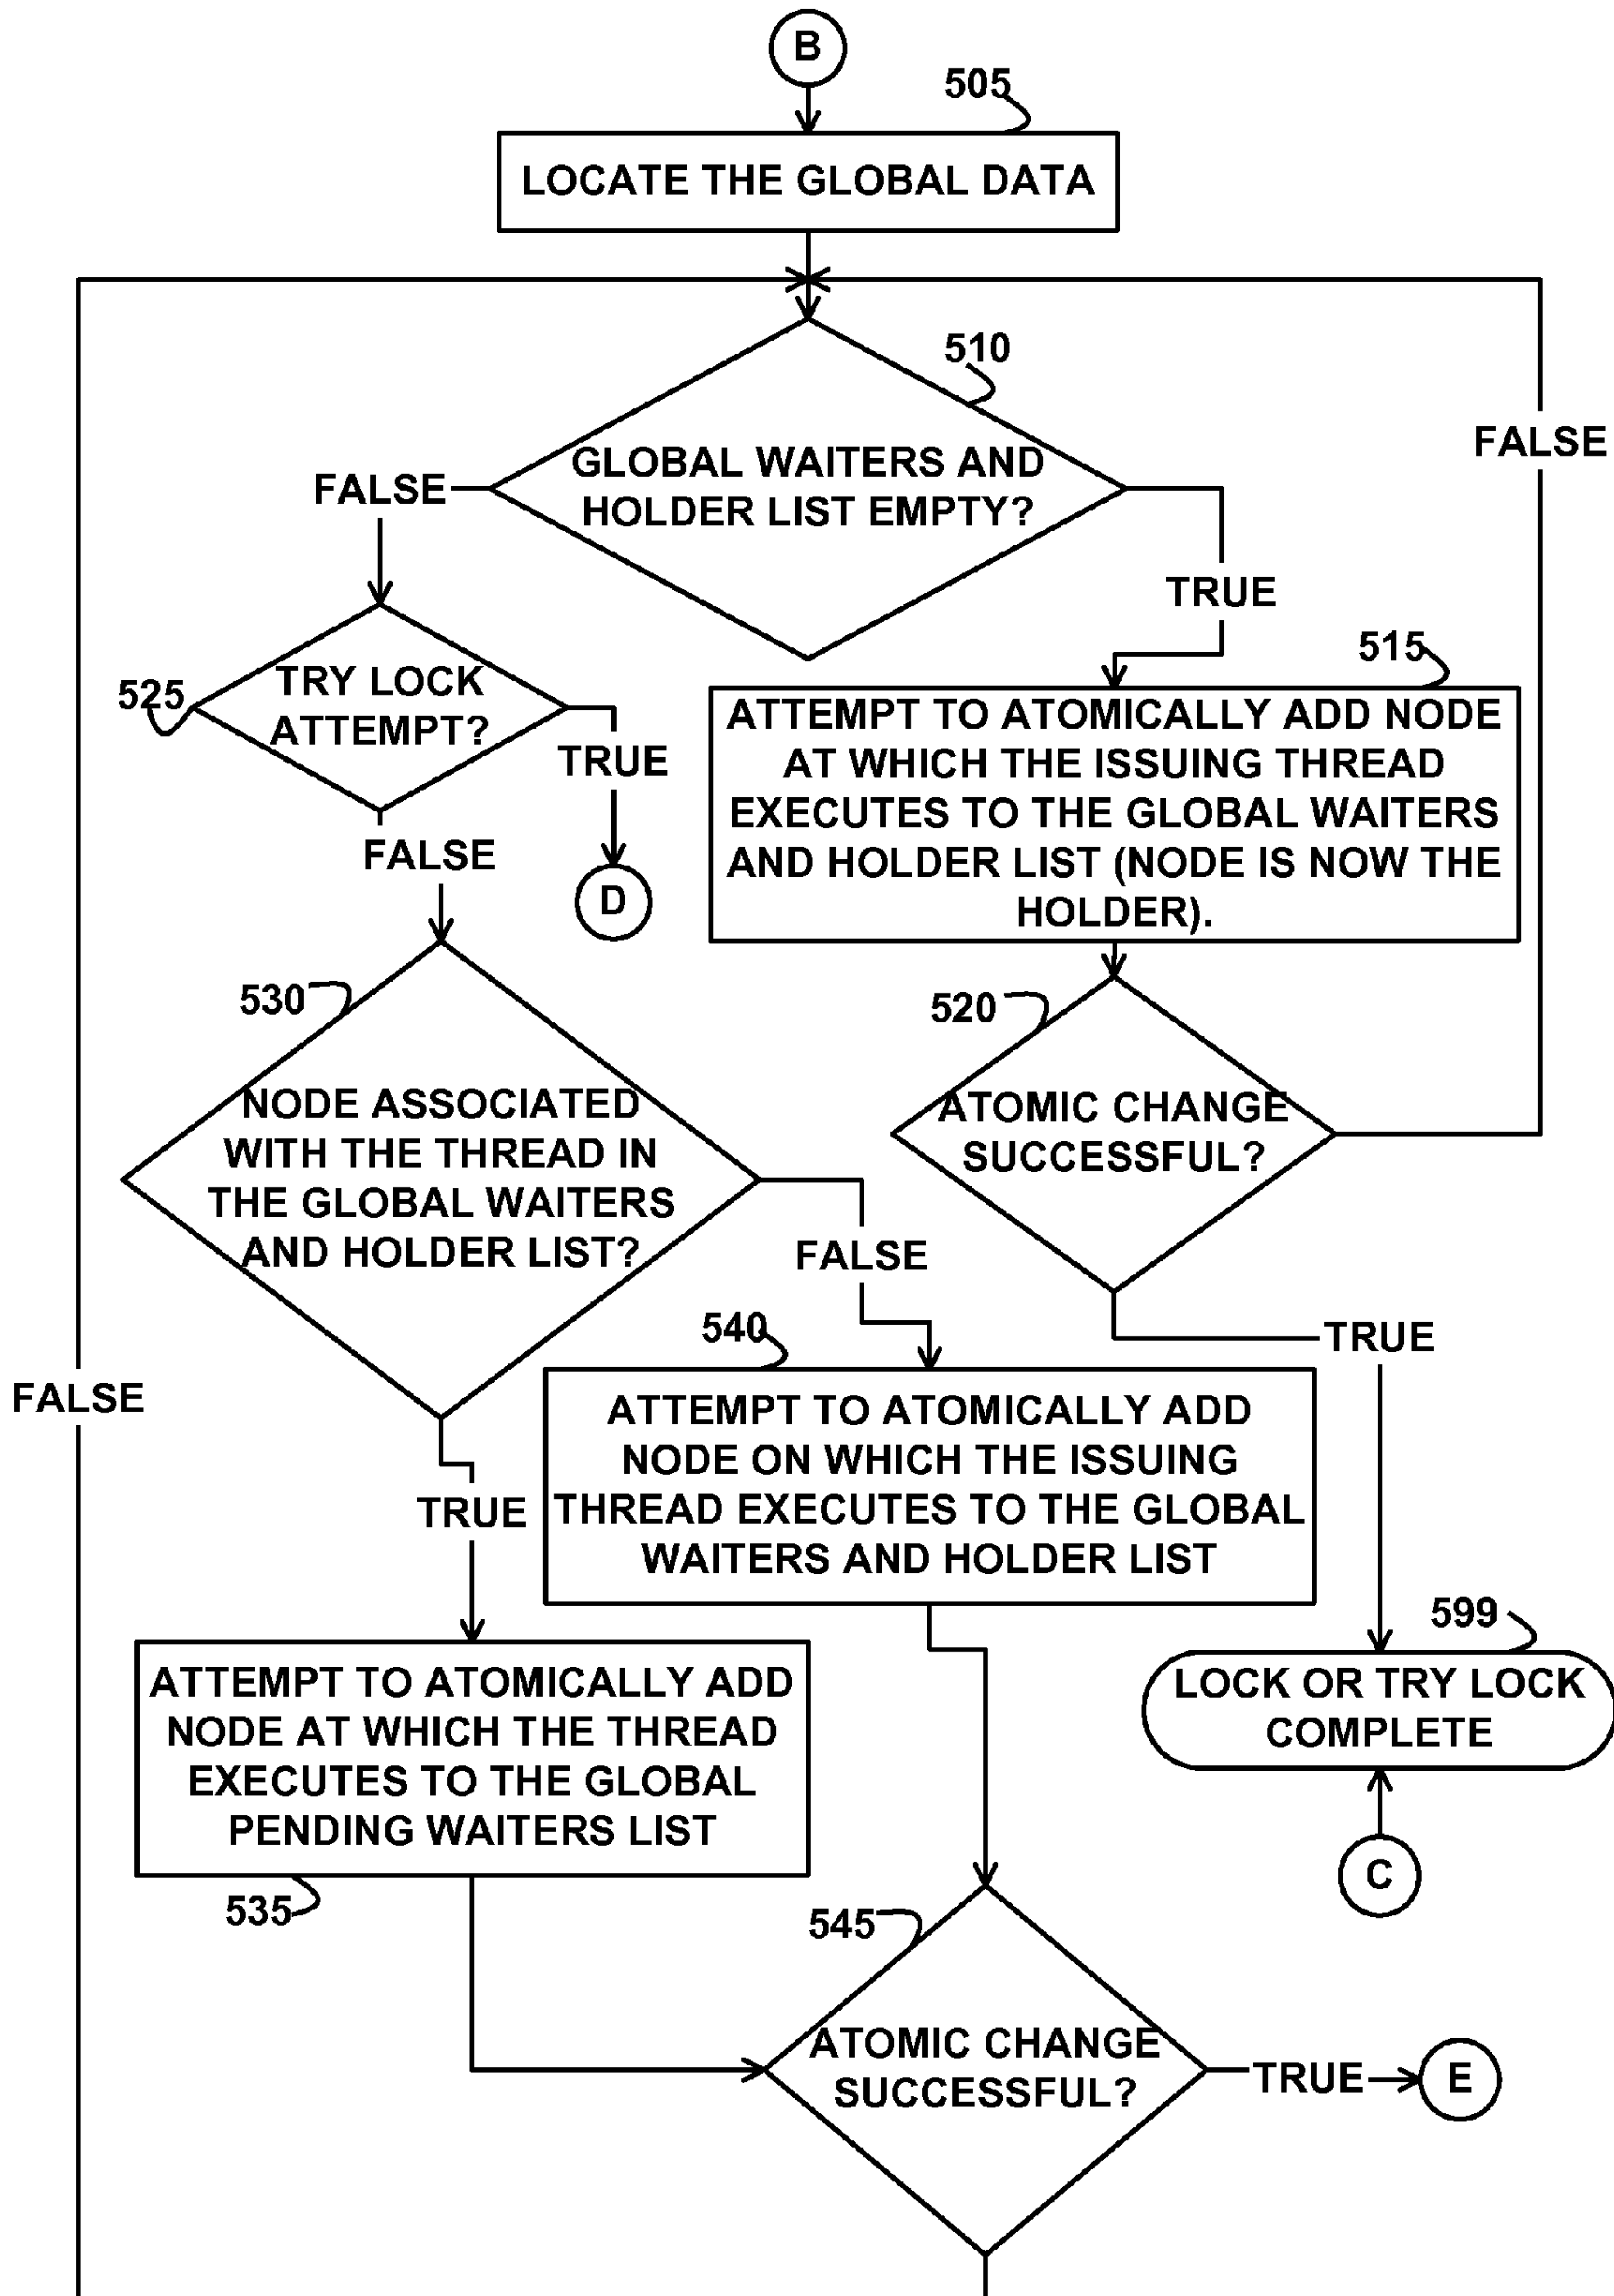 B
505
LOCATE THE GLOBAL DATA
510
GLOBAL WAITERS AND
HOLDER LIST EMPTY?
FALSE
FALSE
TRUE
515
525
TRY LOCK
ATTEMPT?
TRUE
FALSE
D
ATTEMPT TO ATOMICALLY ADD NODE
AT WHICH THE ISSUING THREAD
EXECUTES TO THE GLOBAL WAITERS
AND HOLDER LIST (NODE IS NOW THE
HOLDER).
530
520
NODE ASSOCIATED
WITH THE THREAD IN
THE GLOBAL WAITERS
AND HOLDER LIST?
ATOMIC CHANGE
SUCCESSFUL?
FALSE
540
TRUE
FALSE
ATTEMPT TO ATOMICALLY ADD
NODE ON WHICH THE ISSUING
THREAD EXECUTES TO THE GLOBAL
WAITERS AND HOLDER LIST
TRUE
599
LOCK OR TRY LOCK
COMPLETE
ATTEMPT TO ATOMICALLY ADD
NODE AT WHICH THE THREAD
EXECUTES TO THE GLOBAL
PENDING WAITERS LIST
C
535
545
ATOMIC CHANGE
SUCCESSFUL?
TRUE
E